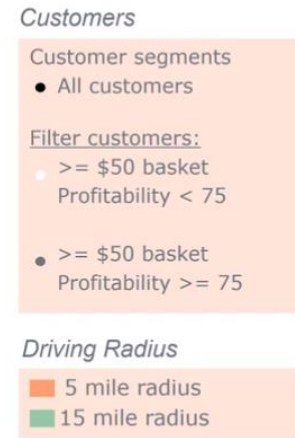 Customers
Customer segments
All customers
Filter customers:
>= $50 basket
Profitability < 75
>= $50 basket
Profitability >= 75
Driving Radius
5 mile radius
15 mile radius